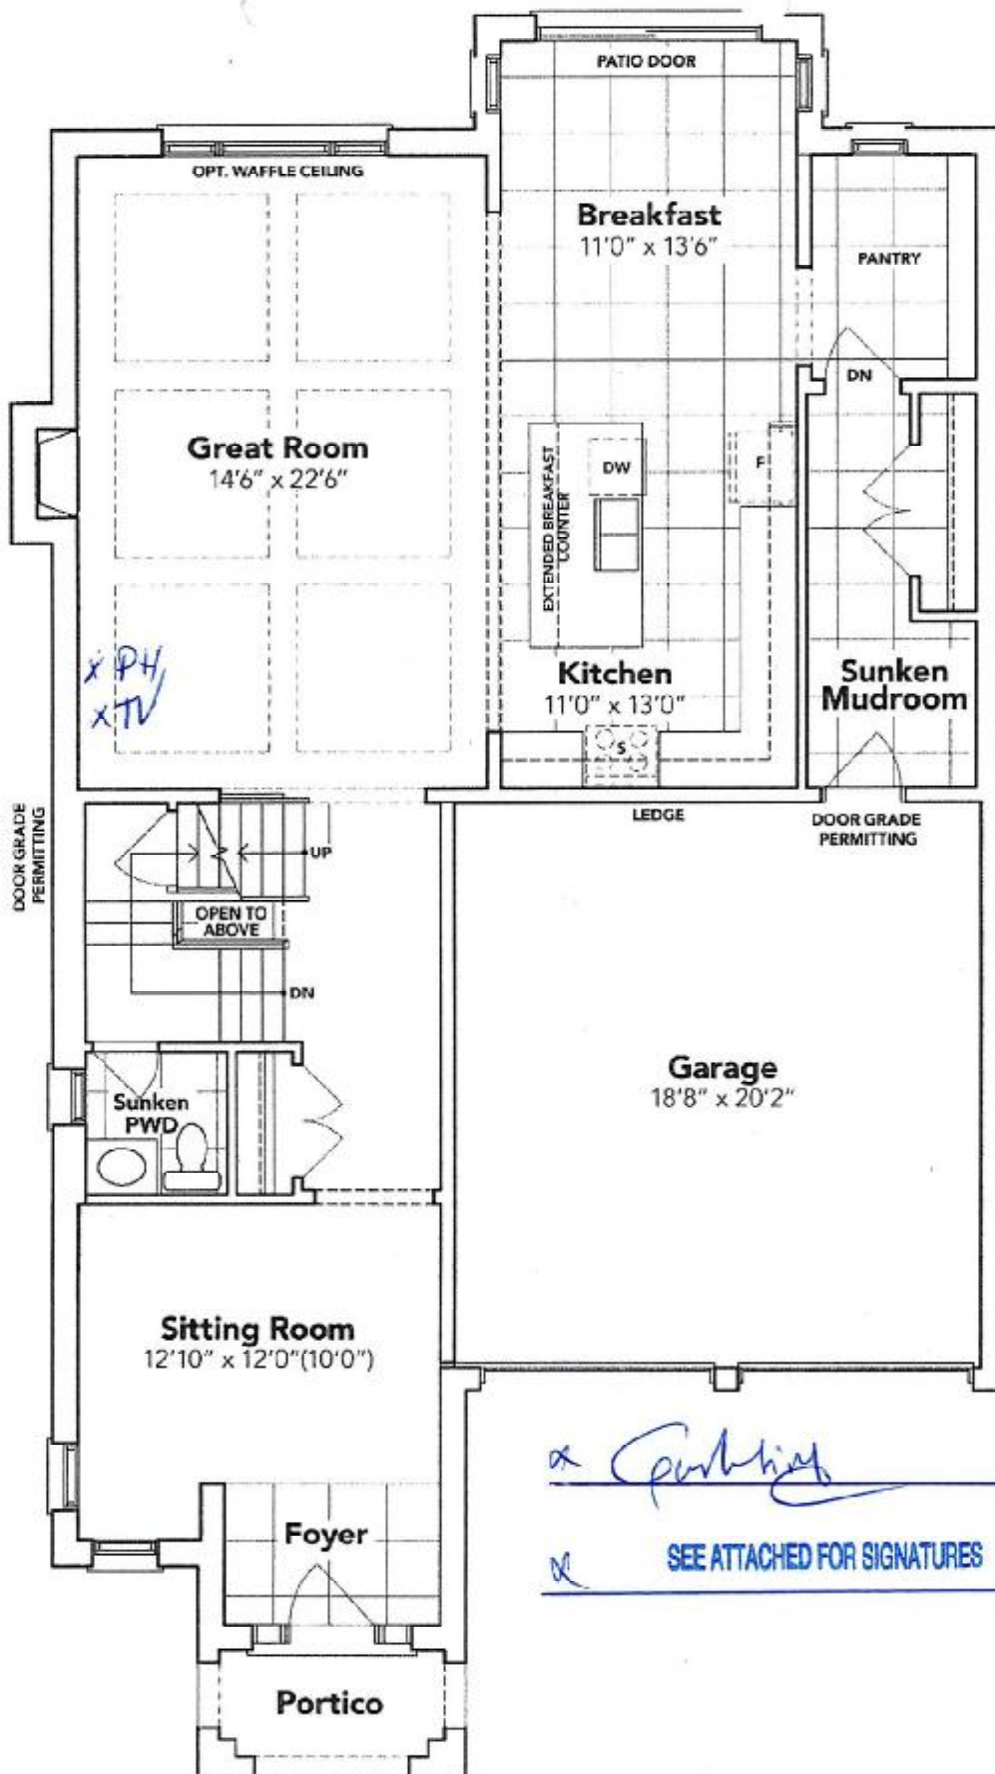 PATIO DOOR
OPT. WAFFLE CEILING
Breakfast
11'0" x 13'6"
PANTRY
DN
Great Room
14'6" x 22'6"
EXTENDED BREAKFAST
COUNTER
DW
F
x PH
x TV
Kitchen
11'0" x 13'0"
S
Sunken
Mudroom
DOOR GRADE
PERMITTING
LEDGE
DOOR GRADE
PERMITTING
UP
OPEN TO
ABOVE
DN
Sunken
PWD
Garage
18'8" x 20'2"
Sitting Room
12'10" x 12'0"(10'0")
x
Foyer
x SEE ATTACHED FOR SIGNATURES
Portico